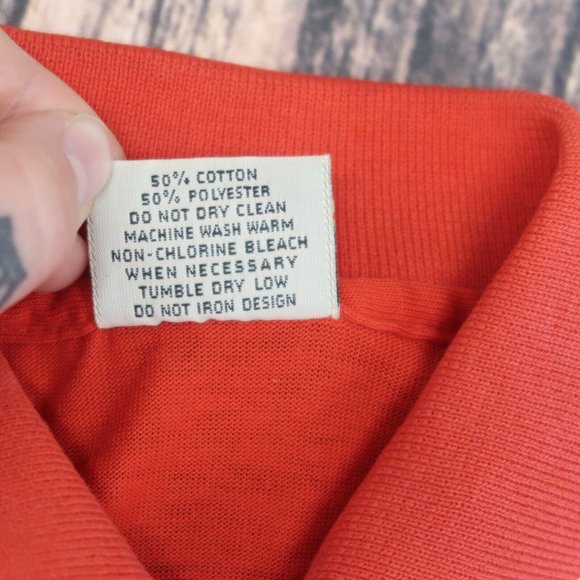 50% COTTON
50% POLYESTER
DO NOT DRY CLEAN
MACHINE WASH WARM
NON-CHLORINE BLEACH
WHEN NECESSARY
TUMBLE DRY LOW
DO NOT IRON DESIGN